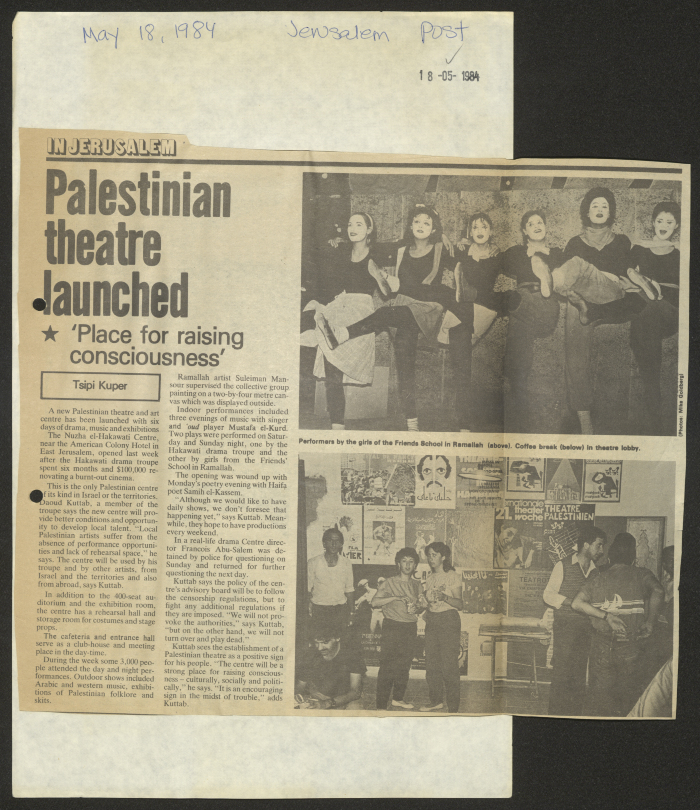 May 18, 1984 Jerusalem Post
18-05-1984
IN JERUSALEM
Palestinian
theatre
launched
★ 'Place for raising
consciousness'
Tsipi Kuper
A new Palestinian theatre and art
centre has been launched with six
days of drama, music and exhibitions
The Nuzha el-Hakawati Centre,
near the American Colony Hotel in
East Jerusalem, opened last week
after the Hakawati drama troupe
spent six months and $100,000 re-
novating a burnt-out cinema.
This is the only Palestinian centre
of its kind in Israel or the territories.
Daoud Kuttab, a member of the
troupe says the new centre will pro-
vide better conditions and opportun-
ity to develop local talent. "Local
Palestinian artists suffer from the
absence of performance opportuni-
ties and lack of rehearsal space," he
says. The centre will be used by his
troupe and by other artists, from
Israel and the territories and also
from abroad, says Kuttab.
In addition to the 400-seat au-
ditorium and the exhibition room,
the centre has a rehearsal hall and
storage room for costumes and stage
props.
The cafeteria and entrance hall
serve as a club-house and meeting
place in the day-time.
During the week some 3,000 peo-
ple attended the day and night per-
formances. Outdoor shows included
Arabic and western music, exhibi-
tions of Palestinian folklore and
skits.
Ramallah artist Suleiman Man-
sour supervised the collective group
painting on a two-by-four metre can-
vas which was displayed outside.
Indoor performances included
three evenings of music with singer
and 'oud player Mustafa el-Kurd.
Two plays were performed on Satur-
day and Sunday night, one by the
Hakawati drama troupe and the
other by girls from the Friends'
School in Ramallah.
The opening was wound up with
Monday's poetry evening with Haifa
poet Samih el-Kassem.
"Although we would like to have
daily shows, we don't foresee that
happening yet," says Kuttab. Mean-
while, they hope to have productions
every weekend.
In a real-life drama Centre direc-
tor Francois Abu-Salem was de-
tained by police for questioning on
Sunday and returned for further
questioning the next day.
Kuttab says the policy of the cen-
tre's advisory board will be to follow
the censorship regulations, but to
fight any additional regulations if
they are imposed. "We will not pro-
voke the authorities," says Kuttab,
"but on the other hand, we will not
turn over and play dead."
Kuttab sees the establishment of a
Palestinian theatre as a positive sign
for his people. "The centre will be a
strong place for raising conscious-
ness – culturally, socially and politi-
cally," he says. "It is an encouraging
sign in the midst of trouble," adds
Kuttab.
(Photos: Mike Goldberg)
Performers by the girls of the Friends School in Ramallah (above). Coffee break (below) in theatre lobby.
21.
theater
woche
THEATRE
PALESTINIEN